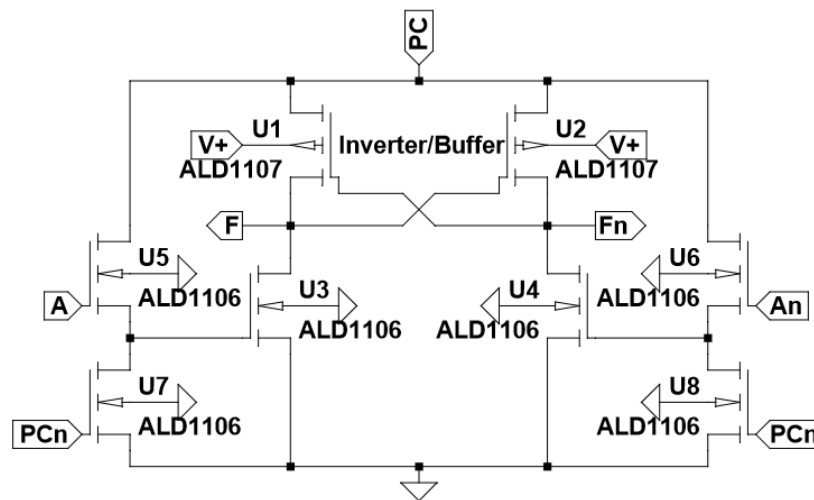 PC
U1
U2
V+
Inverter/Buffer
V+
ALD1107
ALD1107
F
Fn
U5
U6
A
ALD1106
U3
U4
ALD1106
An
ALD1106
ALD1106
U7
U8
PCn
ALD1106
ALD1106
PCn